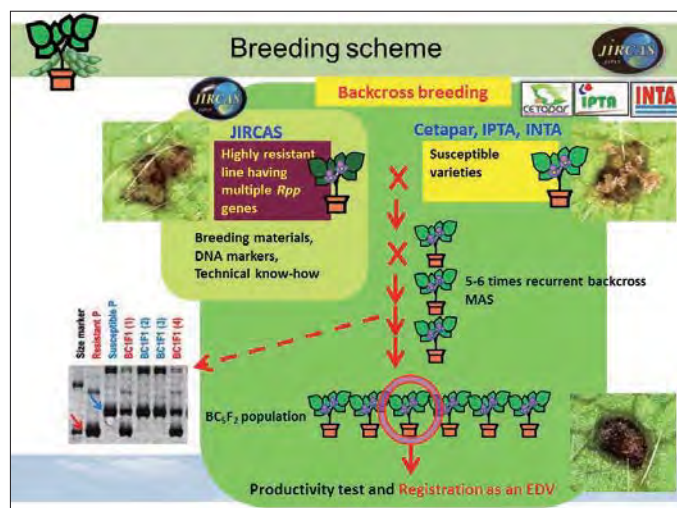 Breeding scheme
JIRCAS
JIRCAS
Backcross breeding
CETAPAR
iPTA
INTA
JIRCAS
Cetapar, IPTA, INTA
Highly resistant
line having
multiple Rpp
genes
Susceptible
varieties
Breeding materials,
DNA markers,
Technical know-how
5-6 times recurrent backcross
MAS
Size marker
Resistant P
Susceptible P
BC1F1 (1)
BC1F1 (2)
BC1F1 (3)
BC1F1 (4)
BC₅F₂ population
Productivity test and Registration as an EDV